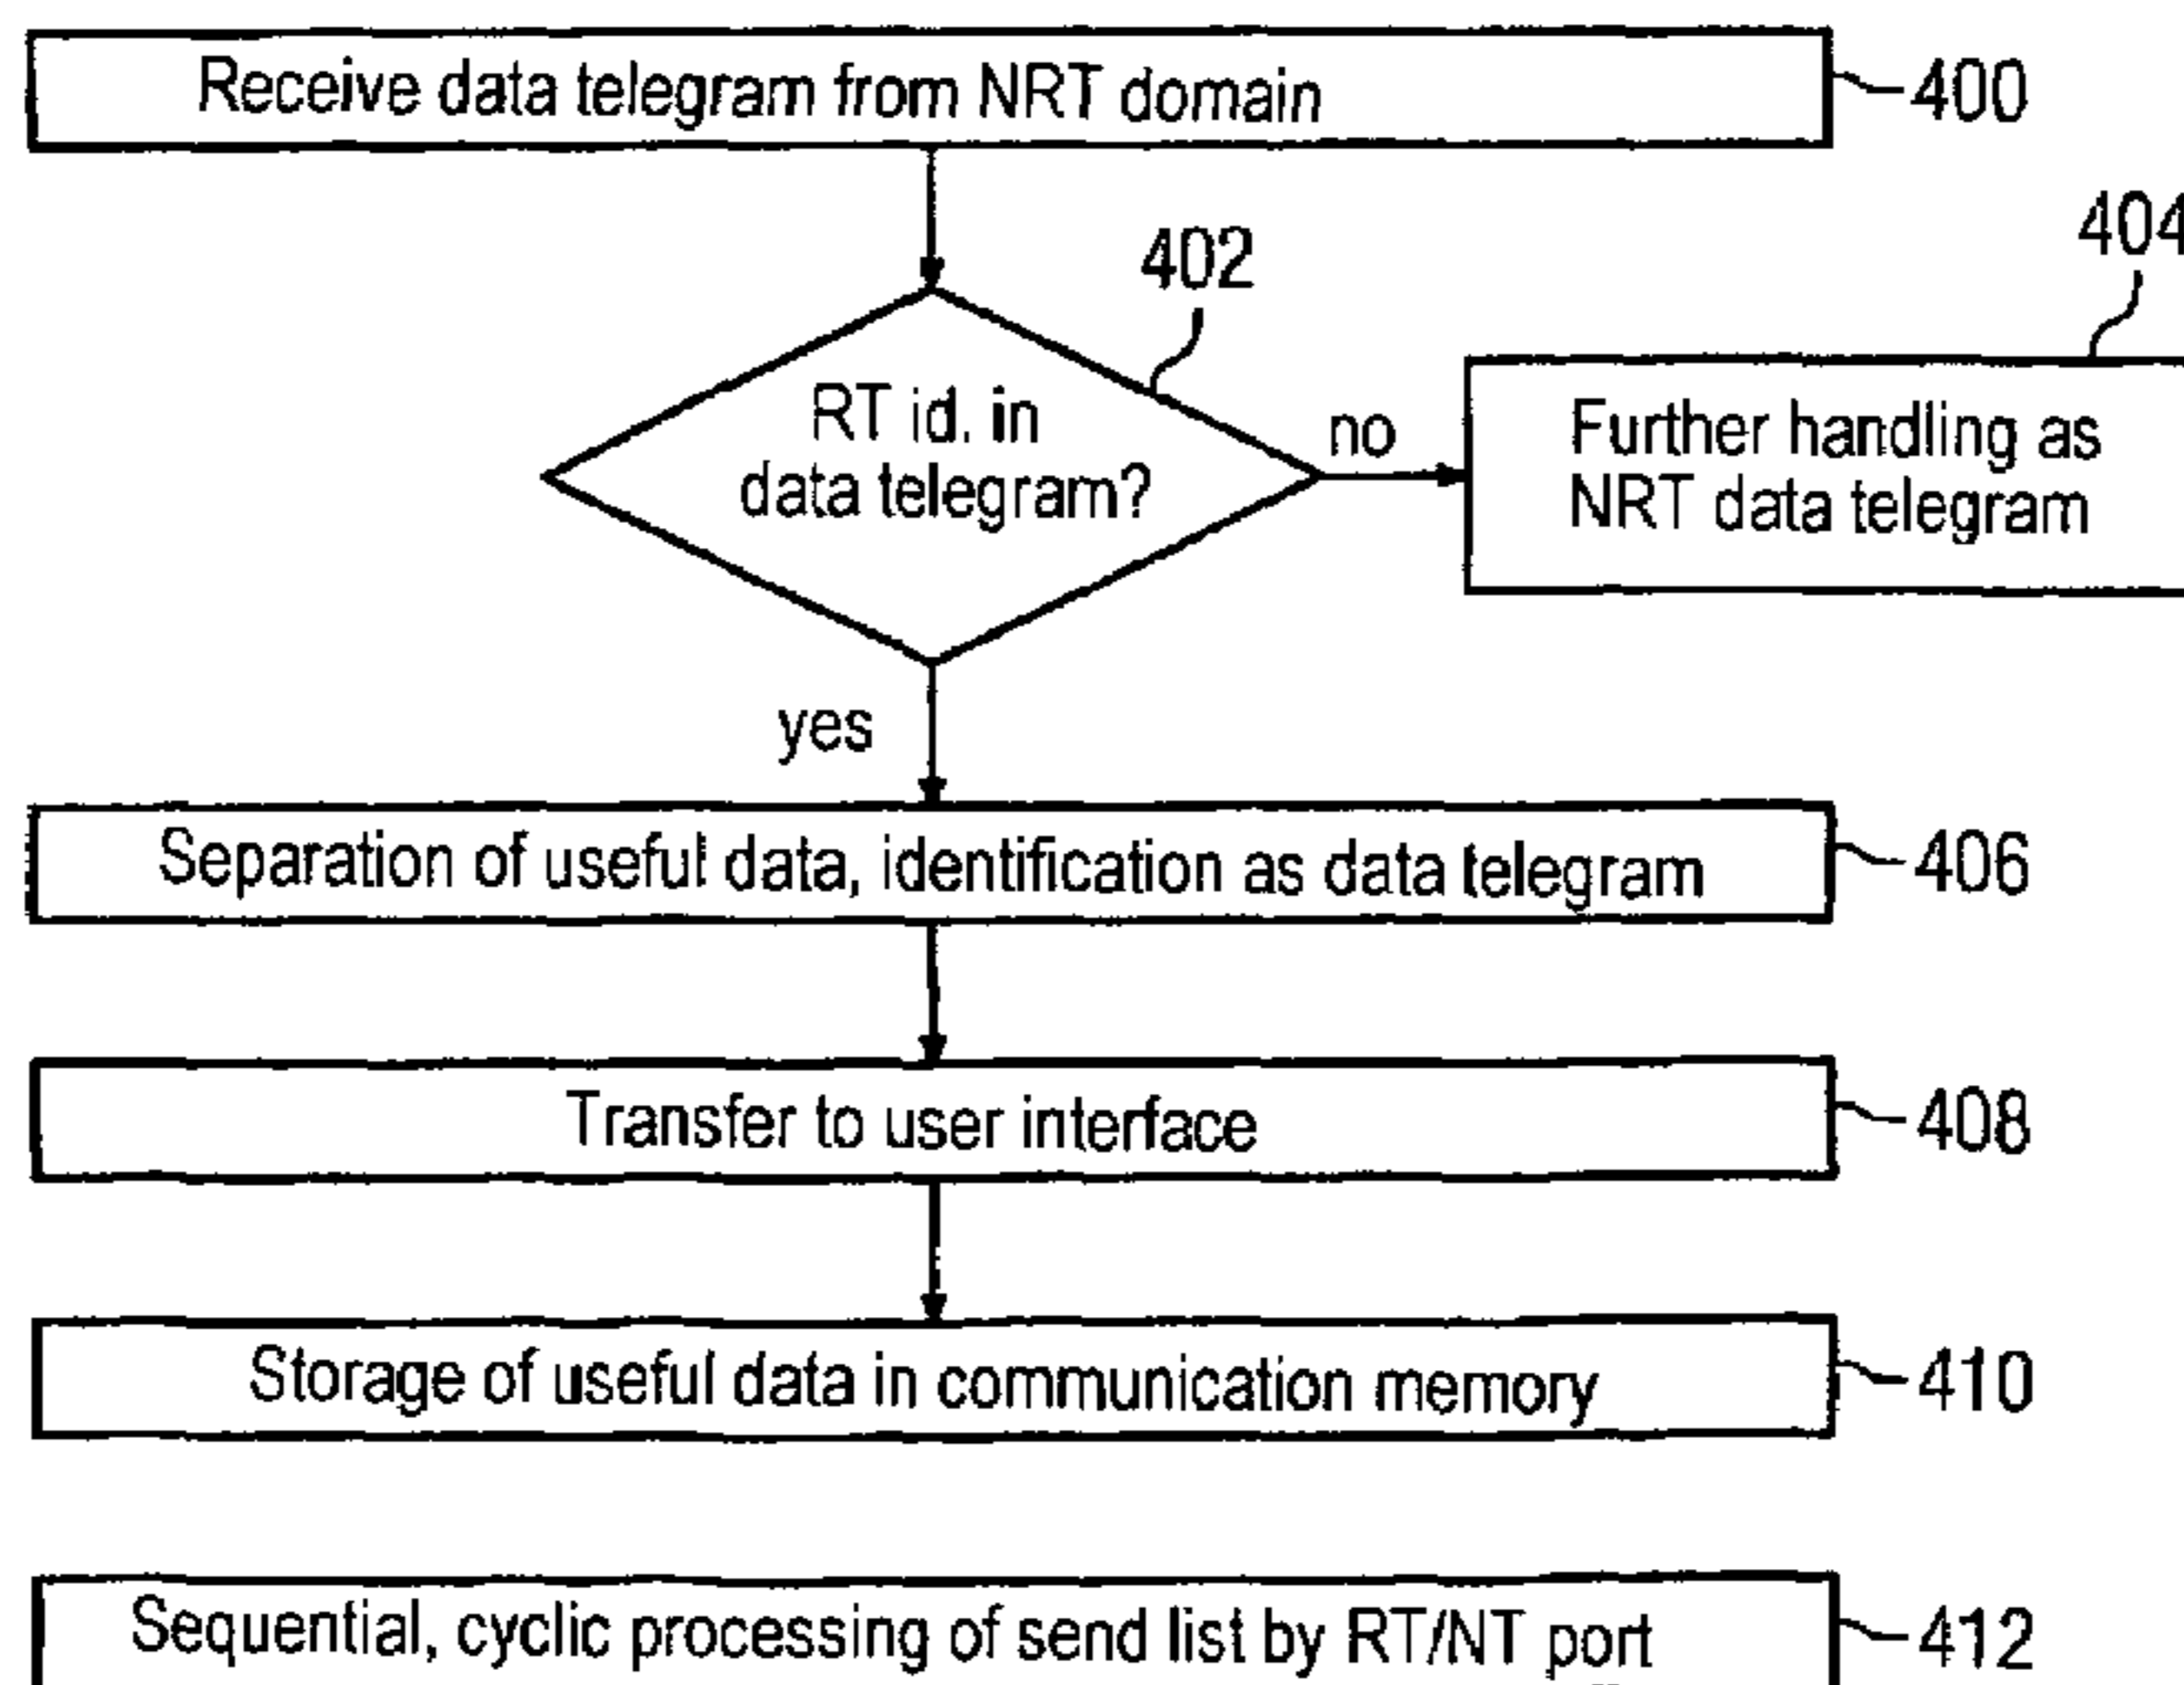 Receive data telegram from NRT domain
400
402
404
RT id. in
data telegram?
no
Further handling as
NRT data telegram
yes
Separation of useful data, identification as data telegram
406
Transfer to user interface
408
Storage of useful data in communication memory
410
Sequential, cyclic processing of send list by RT/NT port
412